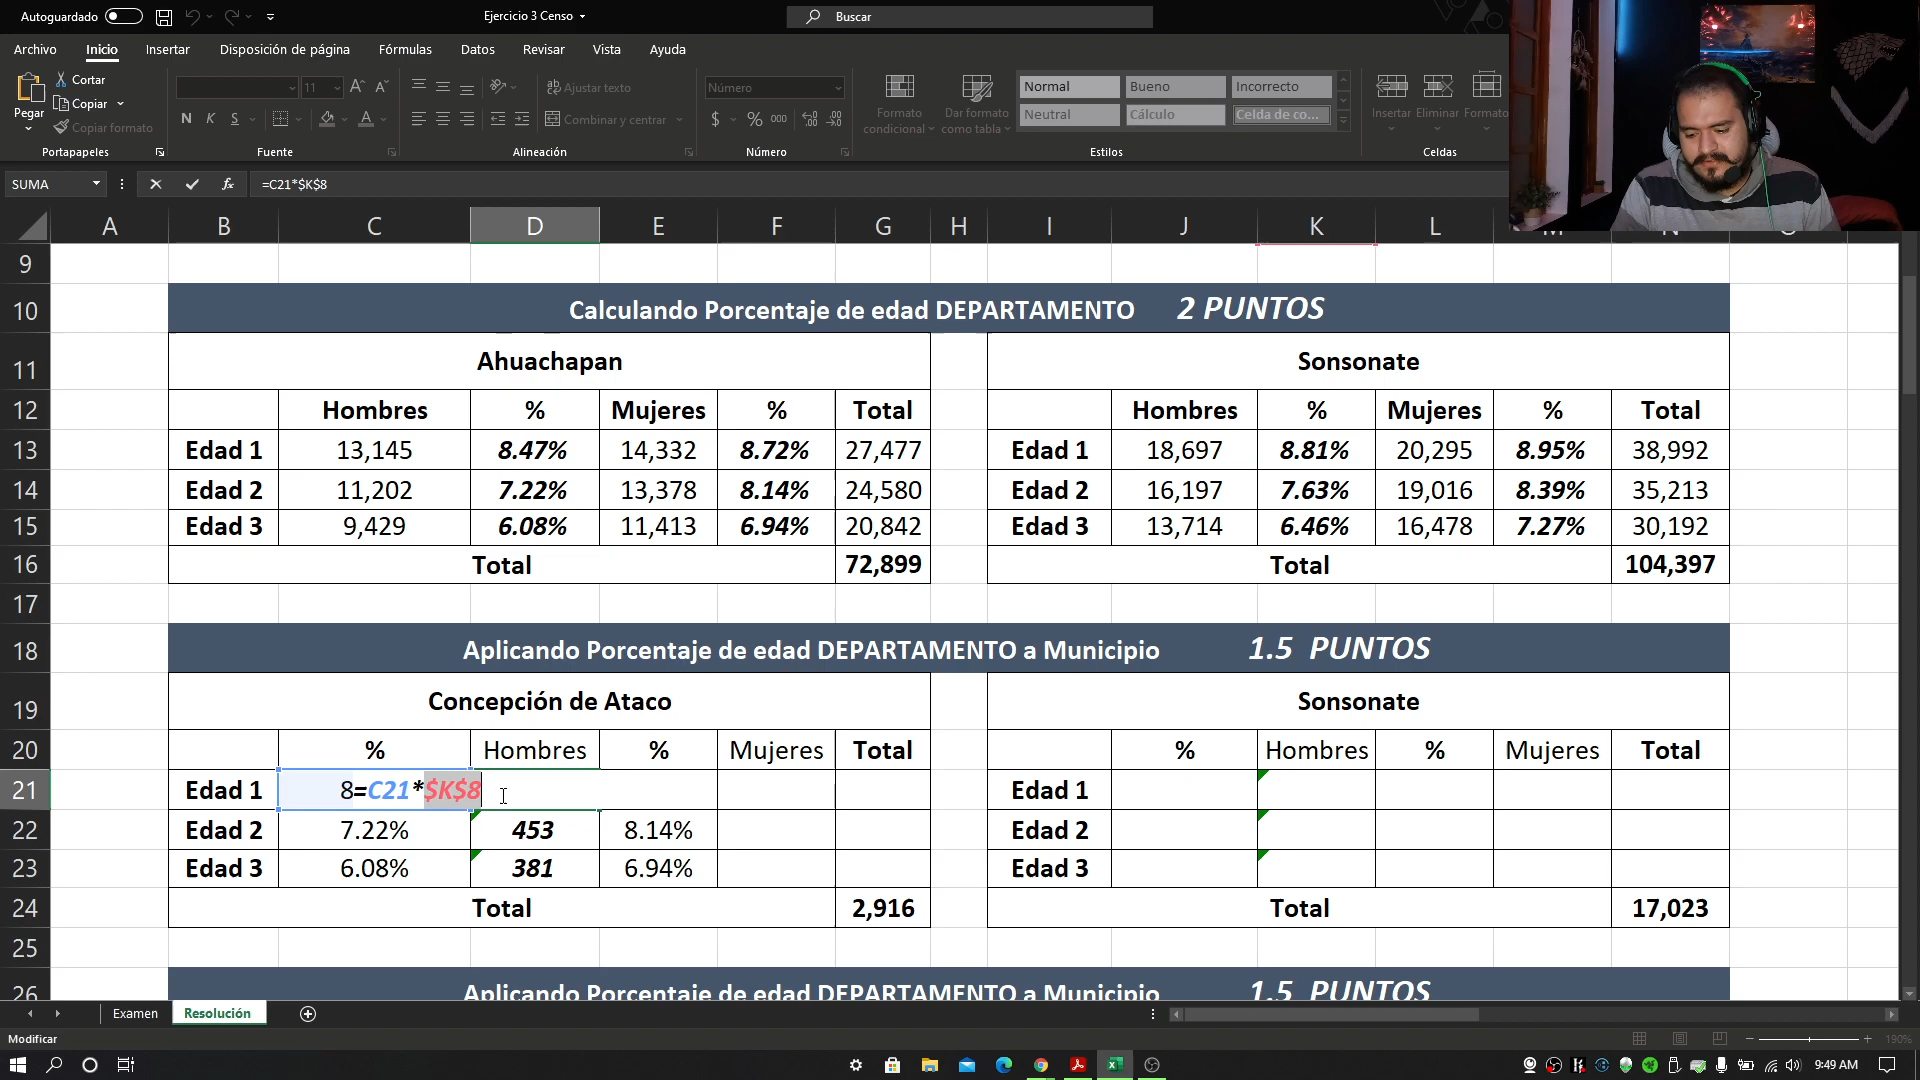 Autoguardado
Ejercicio 3 Censo
Buscar
Archivo Inicio Insertar Disposición de página Fórmulas Datos Revisar Vista Ayuda
Pegar
Cortar
Copiar
Copiar formato
Portapapeles
11
N K S
Fuente
Ajustar texto
Combinar y centrar
Alineación
Número
$ % 000
Número
Formato condicional
Dar formato como tabla
Normal Bueno Incorrecto
Neutral Cálculo Celda de co...
Estilos
Insertar Eliminar Formato
Celdas
SUMA
fx
=C21*$K$8
A B C D E F G H I J K L
9
10 Calculando Porcentaje de edad DEPARTAMENTO 2 PUNTOS
11 Ahuachapan Sonsonate
12 Hombres % Mujeres % Total Hombres % Mujeres % Total
13 Edad 1 13,145 8.47% 14,332 8.72% 27,477 Edad 1 18,697 8.81% 20,295 8.95% 38,992
14 Edad 2 11,202 7.22% 13,378 8.14% 24,580 Edad 2 16,197 7.63% 19,016 8.39% 35,213
15 Edad 3 9,429 6.08% 11,413 6.94% 20,842 Edad 3 13,714 6.46% 16,478 7.27% 30,192
16 Total 72,899 Total 104,397
17
18 Aplicando Porcentaje de edad DEPARTAMENTO a Municipio 1.5 PUNTOS
19 Concepción de Ataco Sonsonate
20 % Hombres % Mujeres Total % Hombres % Mujeres Total
21 Edad 1 8=C21*$K$8 Edad 1
22 Edad 2 7.22% 453 8.14% Edad 2
23 Edad 3 6.08% 381 6.94% Edad 3
24 Total 2,916 Total 17,023
25
26 Aplicando Porcentaje de edad DEPARTAMENTO a Municipio 1.5 PUNTOS
Examen Resolución
Modificar
190%
9:49 AM